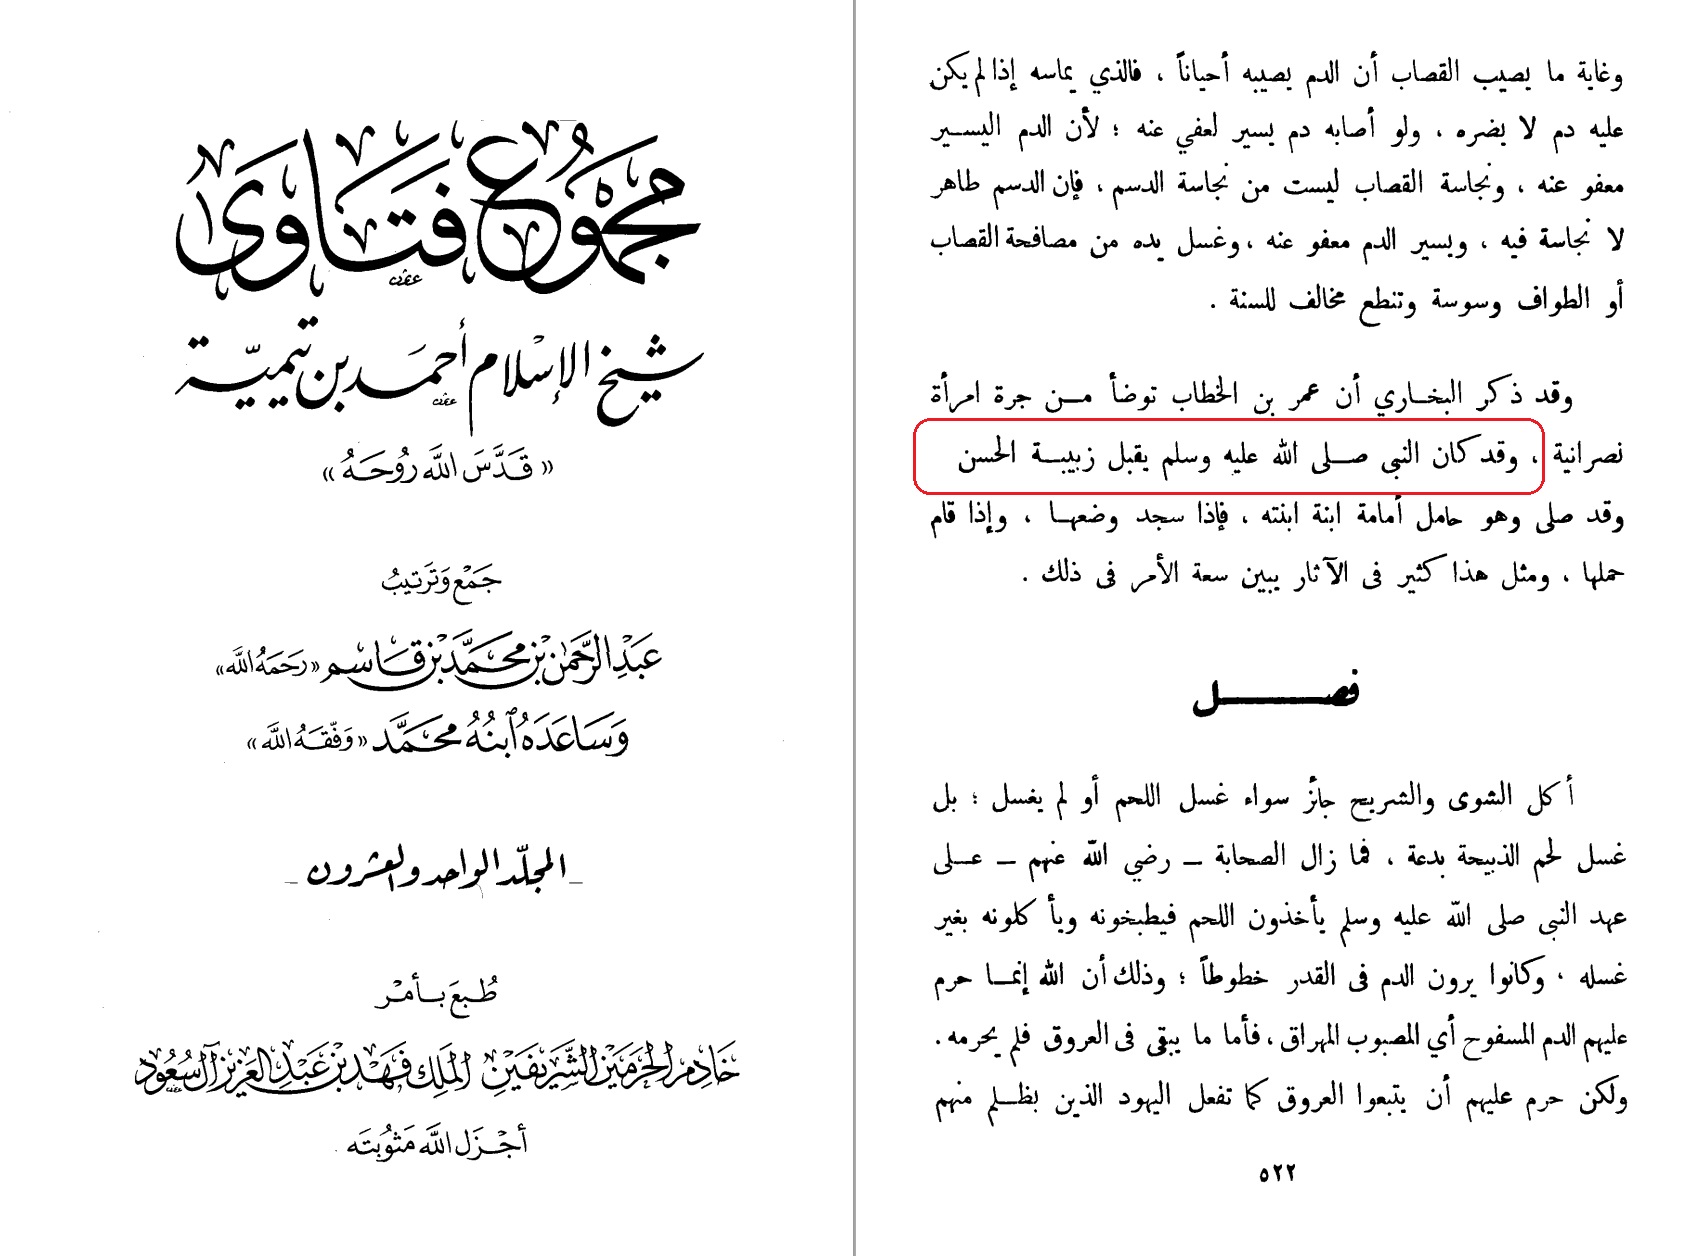 مجموع فتاوى
شيخ الإسلام أحمد بن تيمية
«قدَّس الله روحه»
جمع وترتيب
عبد الرحمن بن محمد بن قاسم «رحمه الله»
وساعده ابنه محمد «وفقه الله»
المجلد الواحد والعشرون
طبع بأمر
خادم الحرمين الشريفين الملك فهد بن عبد العزيز آل سعود
أجزل الله مثوبته
وغاية ما يصيب القصاب أن الدم يصيبه أحياناً ، فالذي يماسه إذا لم يكن
عليه دم لا يضره ، ولو أصابه دم يسير لعفي عنه ؛ لأن الدم اليسير
معفو عنه ، ونجاسة القصاب ليست من نجاسة الدسم ، فإن الدسم طاهر
لا نجاسة فيه ، ويسير الدم معفو عنه ، وغسل يده من مصافحة القصاب
أو الطواف وسوسة وتنطع مخالف للسنة .
وقد ذكر البخاري أن عمر بن الخطاب توضأ من جرة امرأة
نصرانية ، وقد كان النبي صلى الله عليه وسلم يقبل زبيبة الحسن
وقد صلى وهو حامل أمامة ابنة ابنته ، فإذا سجد وضعها ، وإذا قام
حملها ، ومثل هذا كثير فى الآثار يبين سعة الأمر فى ذلك .
فصل
أكل الشوى والشريح جائز سواء غسل اللحم أو لم يغسل ؛ بل
غسل لحم الذبيحة بدعة ، فما زال الصحابة – رضي الله عنهم – على
عهد النبى صلى الله عليه وسلم يأخذون اللحم فيطبخونه ويأكلونه بغير
غسله ، وكانوا يرون الدم فى القدر خطوطاً ؛ وذلك أن الله إنما حرم
عليهم الدم المسفوح أي المصبوب المهراق ، فأما ما يبقى فى العروق فلم يحرمه .
ولكن حرم عليهم أن يتبعوا العروق كما تفعل اليهود الذين بظلم منهم
٥٢٢